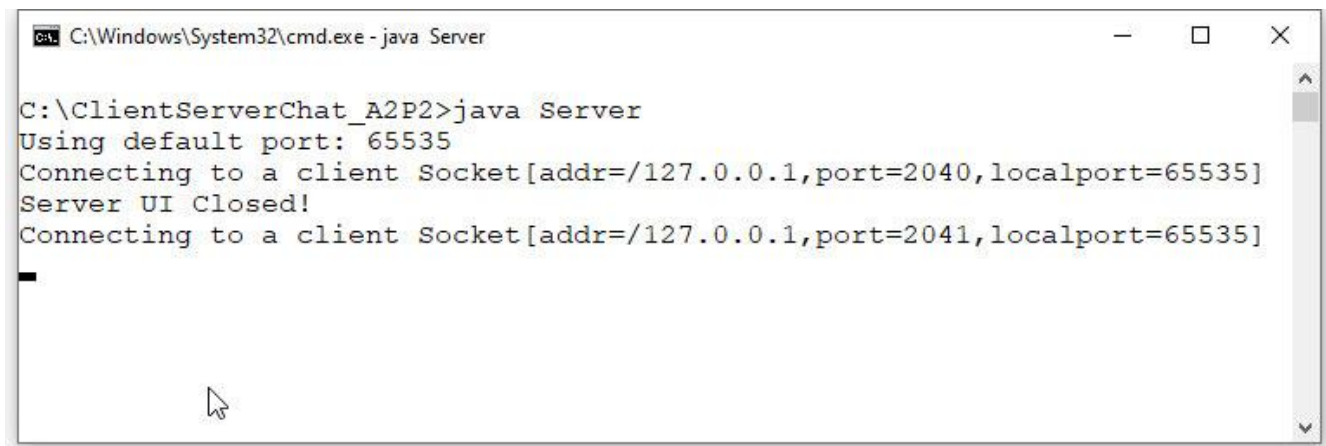 C:\Windows\System32\cmd.exe - java  Server
C:\ClientServerChat_A2P2>java Server
Using default port: 65535
Connecting to a client Socket[addr=/127.0.0.1,port=2040,localport=65535]
Server UI Closed!
Connecting to a client Socket[addr=/127.0.0.1,port=2041,localport=65535]